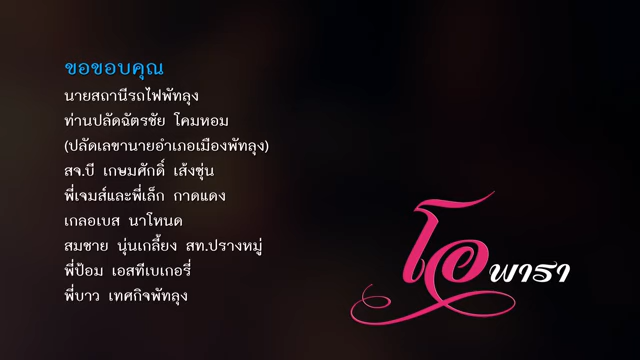 ขอขอบคุณ
นายสถานีรถไฟพัทลุง
ท่านปลัดฉัตรชัย โคมหอม
(ปลัดเลขานายอำเภอเมืองพัทลุง)
สจ.บี เกษมศักดิ์ เส้งชุ่น
พี่เจมส์และพี่เล็ก กาดแดง
เกลอเบส นาโหนด
สมชาย นุ่นเกลี้ยง สท.ปรางหมู่
พี่ป้อม เอสทีเบเกอรี่
พี่บาว เทศกิจพัทลุง
โอพารา